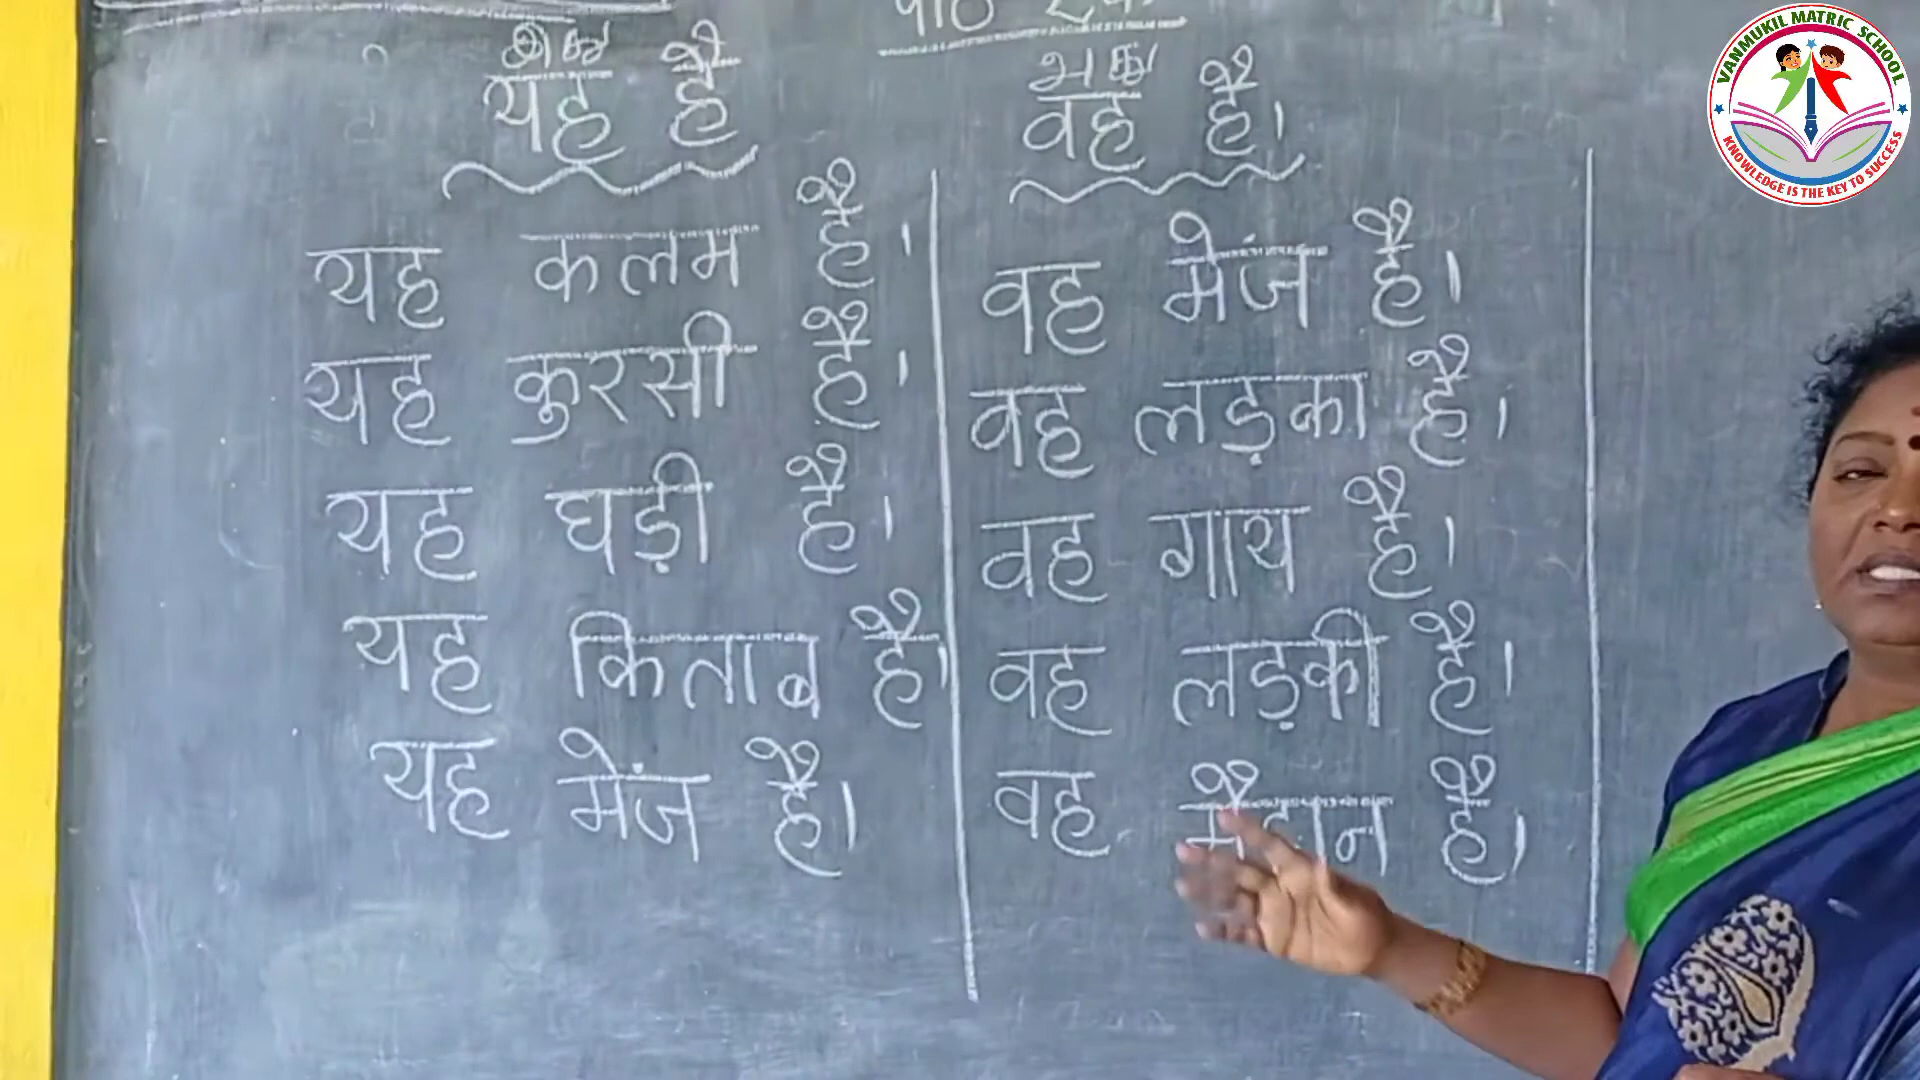 पाठ एक
यह है
वह है।
यह कलम है।
यह कुरसी है।
यह घड़ी है।
यह किताब है।
यह मेंज है।
वह मेंज है।
वह लड़का है।
वह गाय है।
वह लड़की है।
वह मैदान है।
VANMUKIL MATRIC SCHOOL
KNOWLEDGE IS THE KEY TO SUCCESS